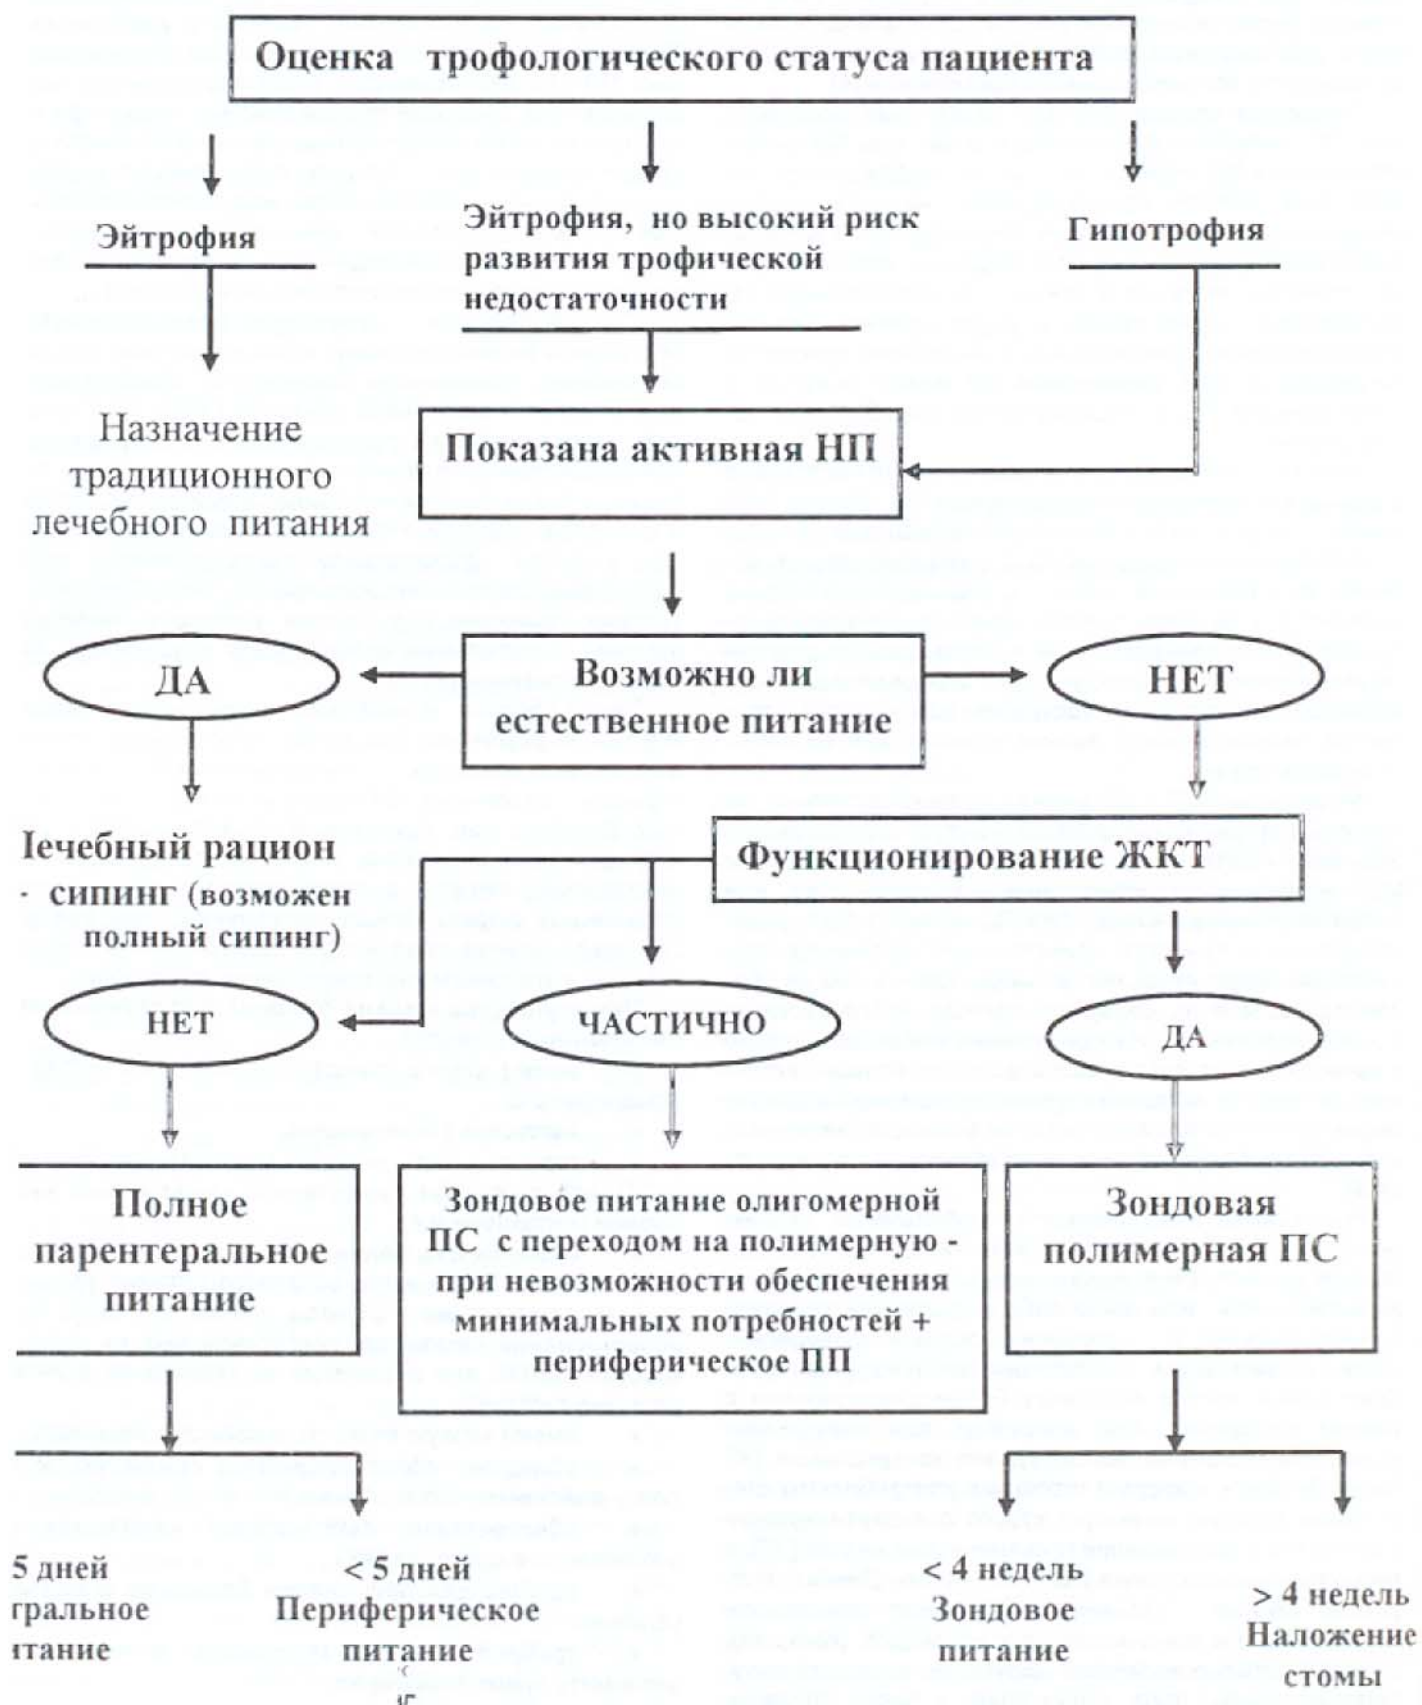 Оценка трофологического статуса пациента
Эйтрофия
Эйтрофия, но высокий риск
развития трофической
недостаточности
Гипотрофия
Назначение
традиционного
лечебного питания
Показана активная НП
ДА
Возможно ли
естественное питание
НЕТ
Iечебный рацион
- сипинг (возможен
полный сипинг)
Функционирование ЖКТ
НЕТ
ЧАСТИЧНО
ДА
Полное
парентеральное
питание
Зондовое питание олигомерной
ПС с переходом на полимерную -
при невозможности обеспечения
минимальных потребностей +
периферическое ПП
Зондовая
полимерная ПС
5 дней
гральное
итание
< 5 дней
Периферическое
питание
< 4 недель
Зондовое
питание
> 4 недель
Наложение
стомы